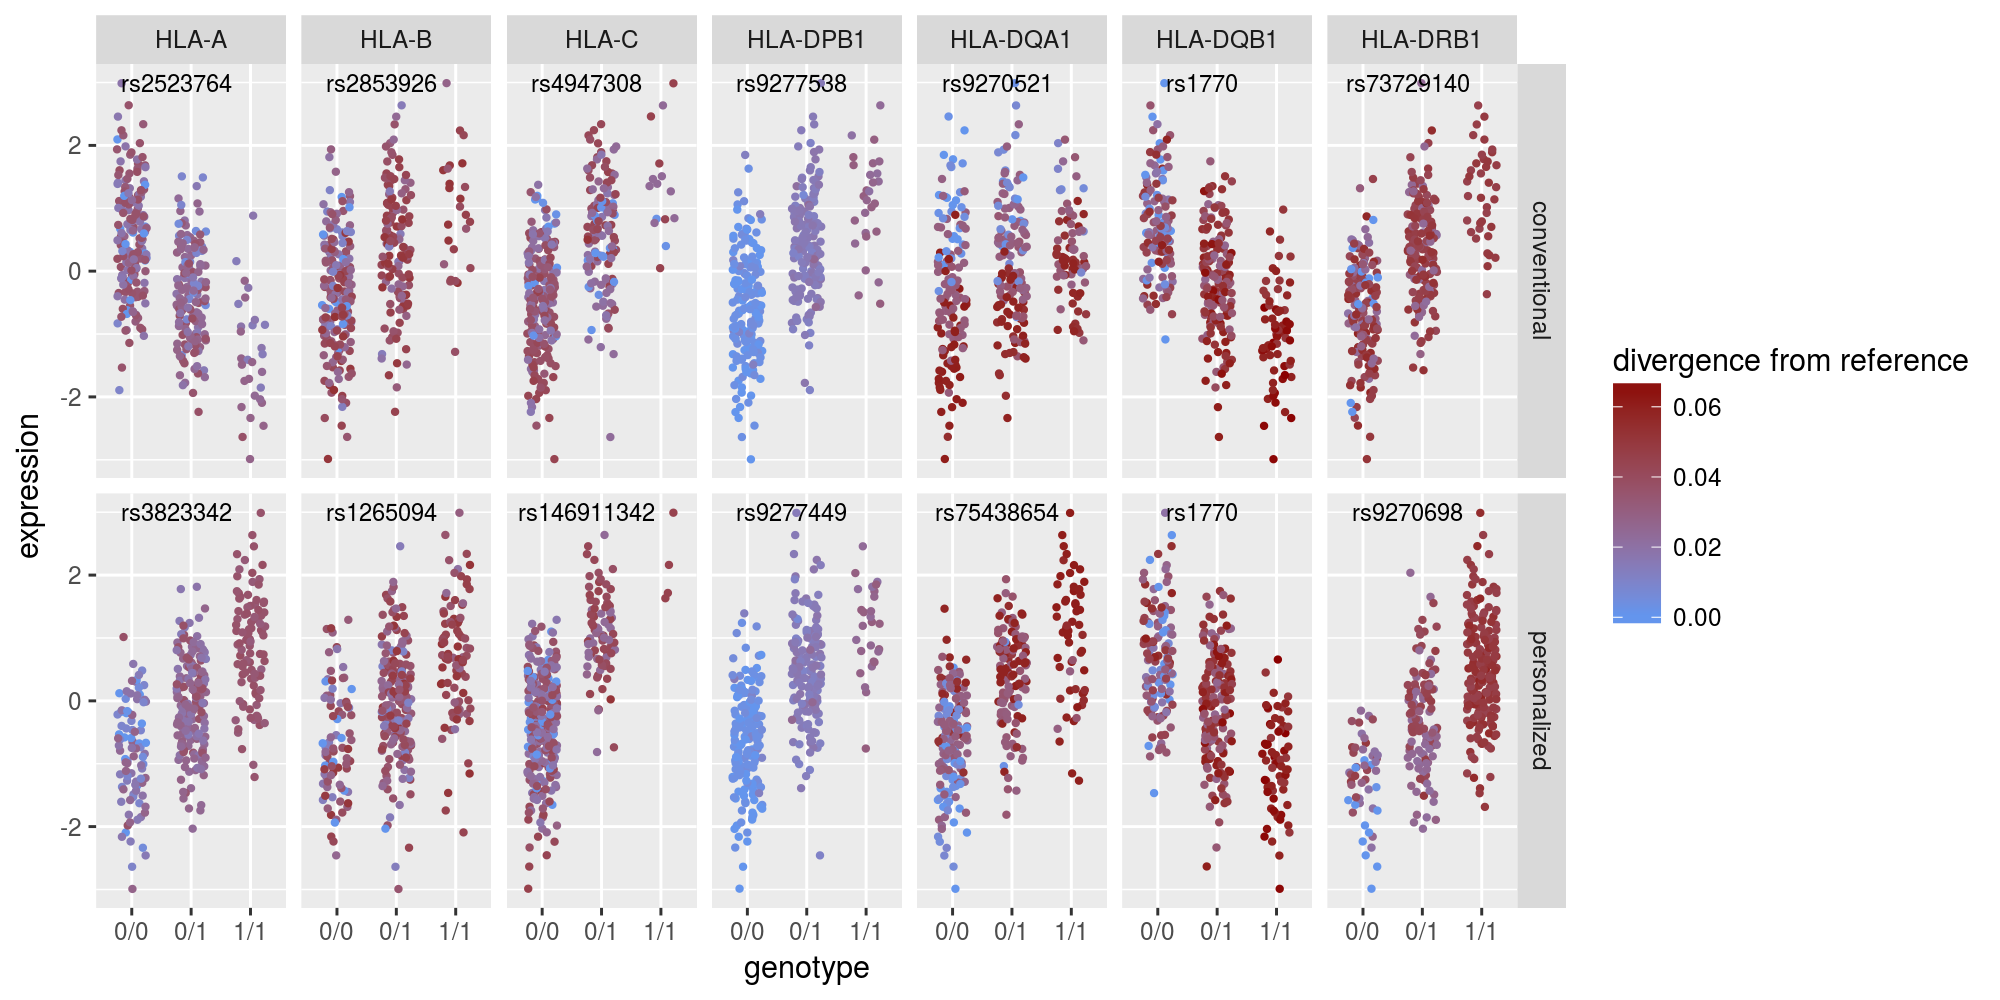 HLA-A HLA-B HLA-C HLA-DPB1 HLA-DQA1 HLA-DQB1 HLA-DRB1
rs2523764 rs2853926 rs4947308 rs9277538 rs9270521 rs1770 rs73729140
2
0
-2
conventional
rs3823342 rs1265094 rs146911342 rs9277449 rs75438654 rs1770 rs9270698
2
0
-2
personalized
expression
0/0 0/1 1/1 0/0 0/1 1/1 0/0 0/1 1/1 0/0 0/1 1/1 0/0 0/1 1/1 0/0 0/1 1/1 0/0 0/1 1/1
genotype
divergence from reference
0.06
0.04
0.02
0.00